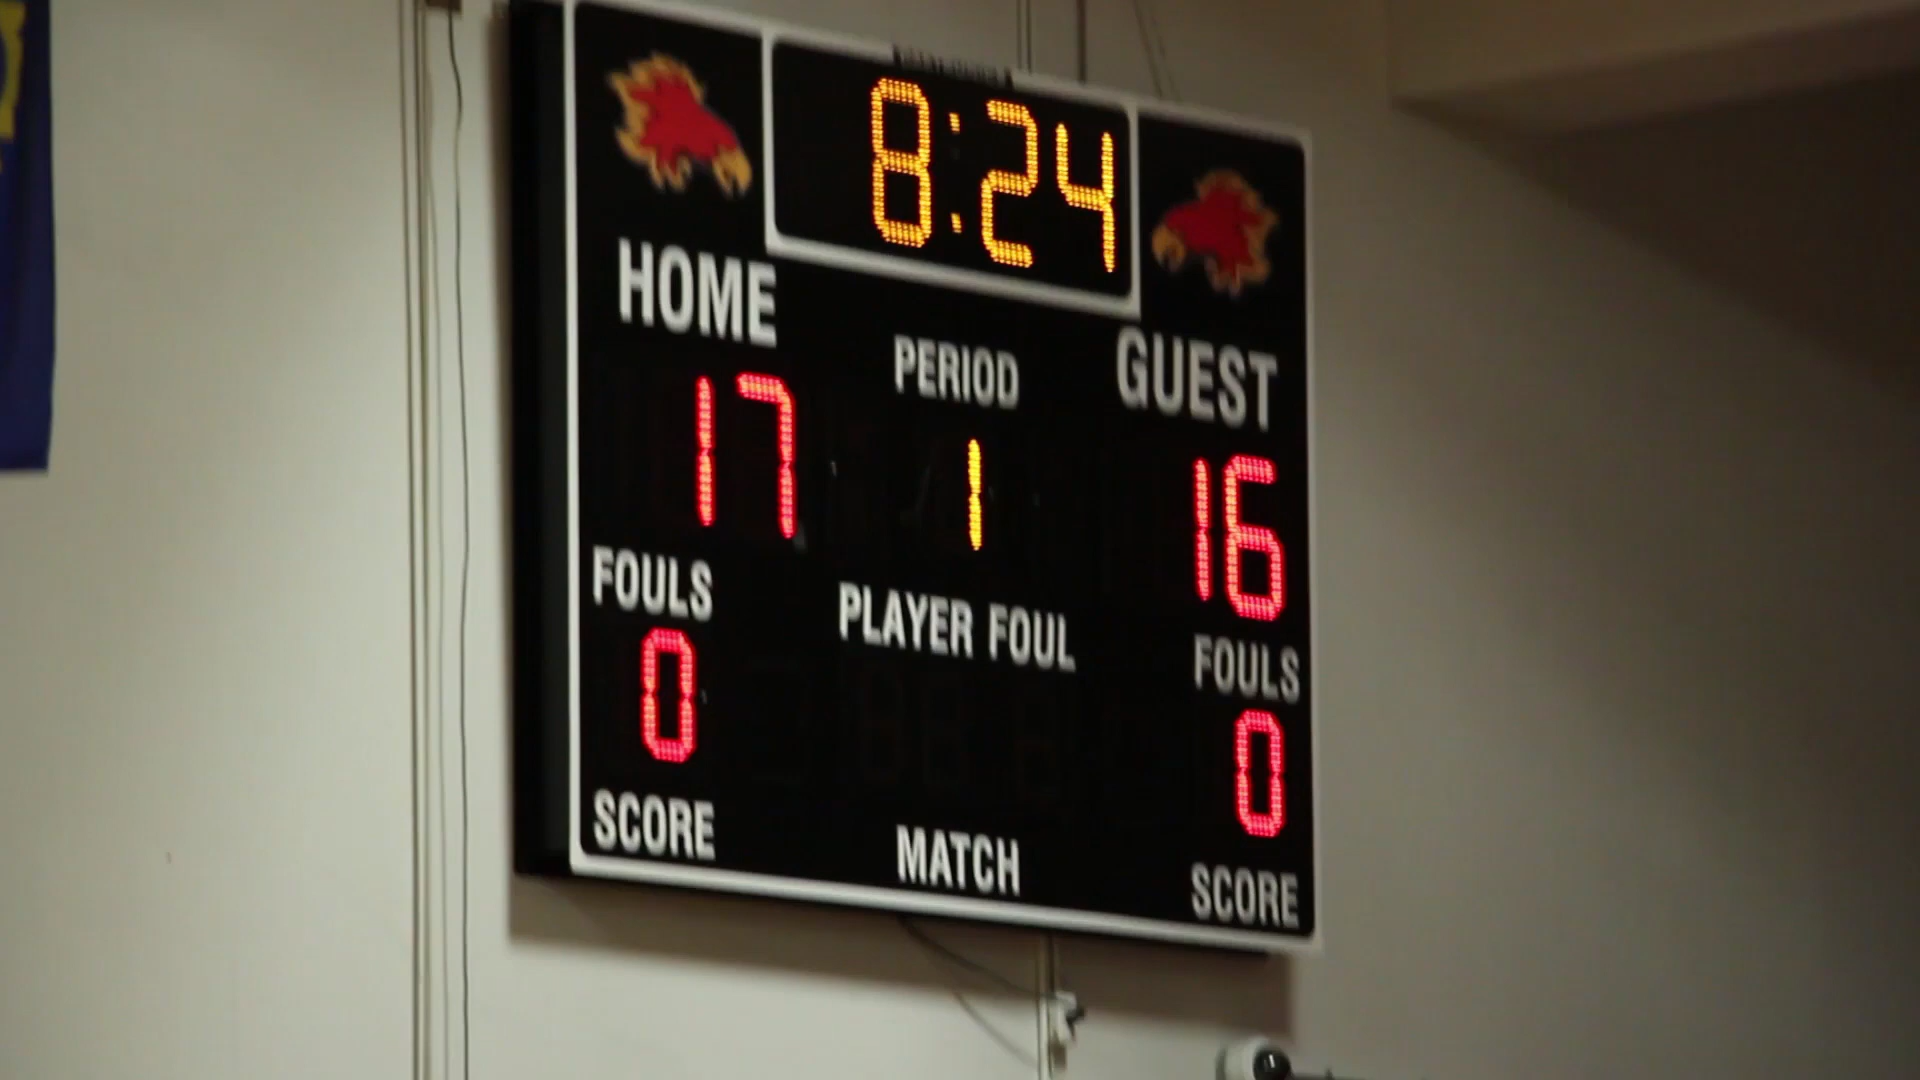 8:24
HOME
PERIOD
GUEST
17
1
16
FOULS
PLAYER FOUL
FOULS
0
0
SCORE
MATCH
SCORE